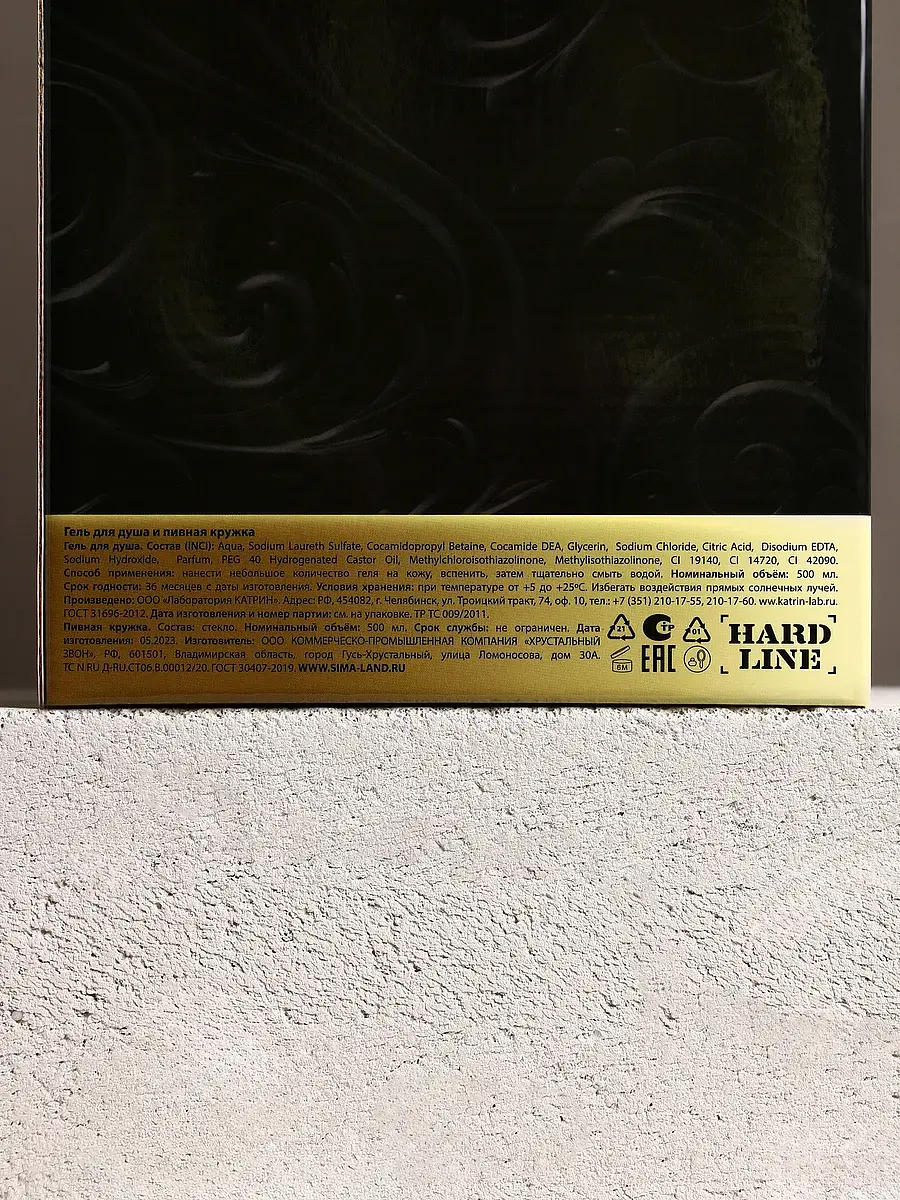 Гель для душа и пивная кружка
Гель для душа. Состав (INCI): Aqua, Sodium Laureth Sulfate, Cocamidopropyl Betaine, Cocamide DEA, Glycerin, Sodium Chloride, Citric Acid, Disodium EDTA,
Sodium Hydroxide, Parfum, PEG 40 Hydrogenated Castor Oil, Methylchloroisothiazolinone, Methylisothiazolinone, CI 19140, CI 14720, CI 42090.
Способ применения: нанести небольшое количество геля на кожу, вспенить, затем тщательно смыть водой. Номинальный объём: 500 мл.
Срок годности: 36 месяцев с даты изготовления. Условия хранения: при температуре от +5 до +25°C. Избегать воздействия прямых солнечных лучей.
Произведено: ООО «Лаборатория КАТРИН». Адрес: РФ, 454082, г. Челябинск, ул. Троицкий тракт, 74, оф. 10, тел.: +7 (351) 210-17-55, 210-17-60. ww.katrin-lab.ru.
ГОСТ 31696-2012. Дата изготовления и номер партии: см. на упаковке. ТР ТС 009/2011.
Пивная кружка. Состав: стекло. Номинальный объём: 500 мл. Срок службы: не ограничен. Дата
изготовления: 05.2023. Изготовитель: ООО КОММЕРЧЕСКО-ПРОМЫШЛЕННАЯ КОМПАНИЯ «ХРУСТАЛЬНЫЙ
ЗВОН», РФ, 601501, Владимирская область, город Гусь-Хрустальный, улица Ломоносова, дом 30А.
ТС N RU Д-RU.СТ06.В.00012/20. ГОСТ 30407-2019. WWW.SIMA-LAND.RU
21
01
6M
EAC
HARD
LINE